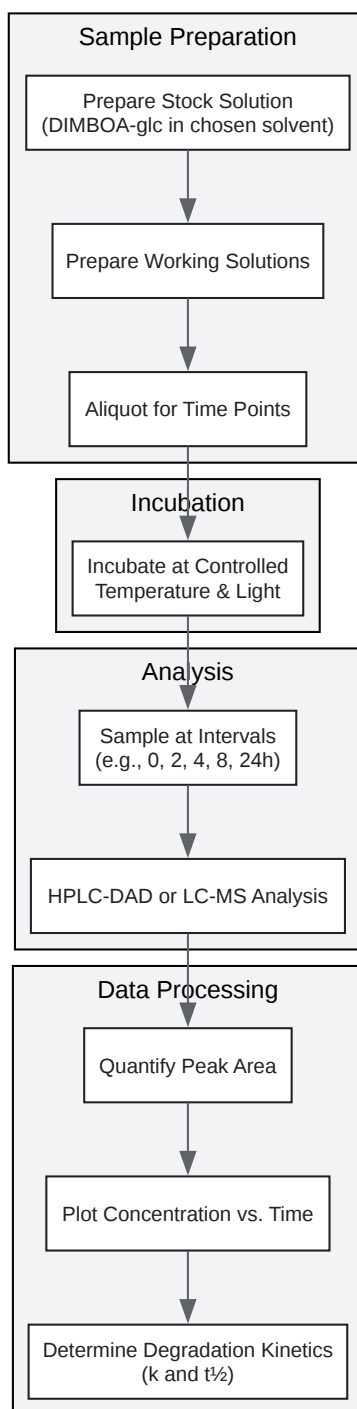 Sample Preparation
Prepare Stock Solution
(DIMBOA-glc in chosen solvent)
Prepare Working Solutions
Aliquot for Time Points
Incubation
Incubate at Controlled
Temperature & Light
Analysis
Sample at Intervals
(e.g., 0, 2, 4, 8, 24h)
HPLC-DAD or LC-MS Analysis
Data Processing
Quantify Peak Area
Plot Concentration vs. Time
Determine Degradation Kinetics
(k and t½)